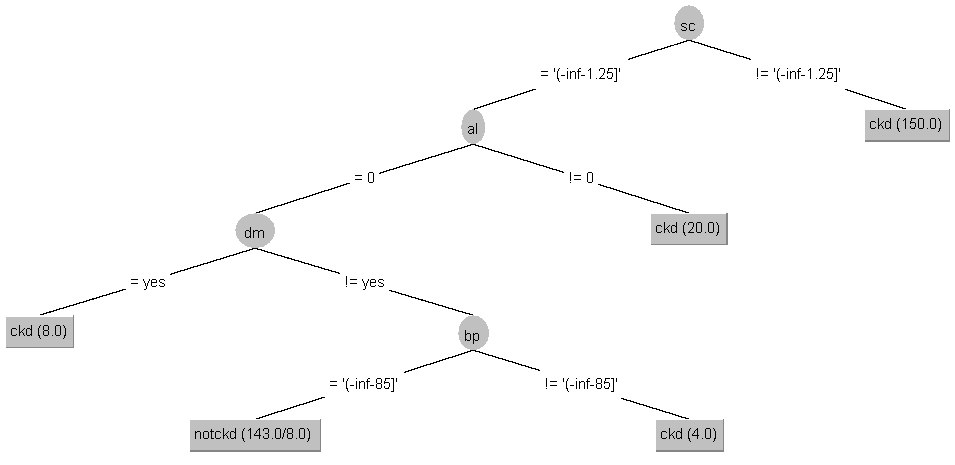 sc
= '(-inf-1.25]'
!= '(-inf-1.25]'
al
ckd (150.0)
= 0
!= 0
dm
ckd (20.0)
= yes
!= yes
ckd (8.0)
bp
= '(-inf-85]'
!= '(-inf-85]'
notckd (143.0/8.0)
ckd (4.0)